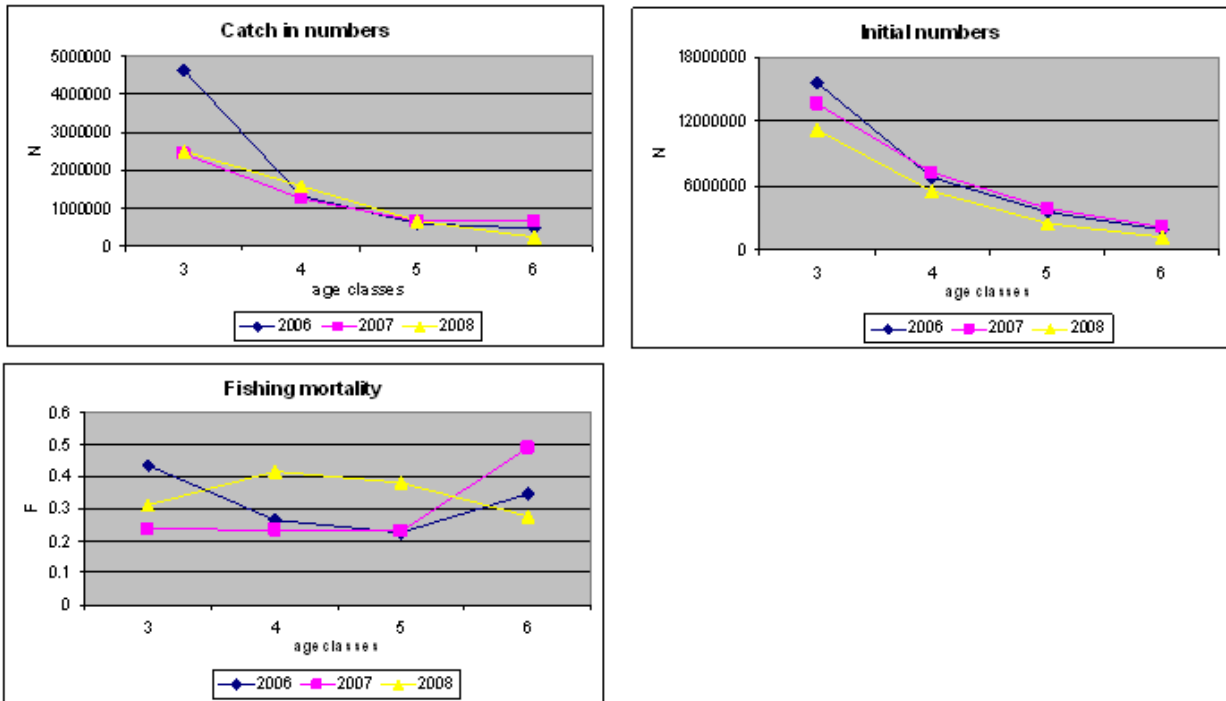 Catch in numbers
5000000
4000000
3000000
2000000
1000000
0
N
3 4 5 6
age classes
2006 2007 2008
Initial numbers
18000000
12000000
6000000
0
N
3 4 5 6
age classes
2006 2007 2008
Fishing mortality
0.6
0.5
0.4
0.3
0.2
0.1
0
F
3 4 5 6
age classes
2006 2007 2008